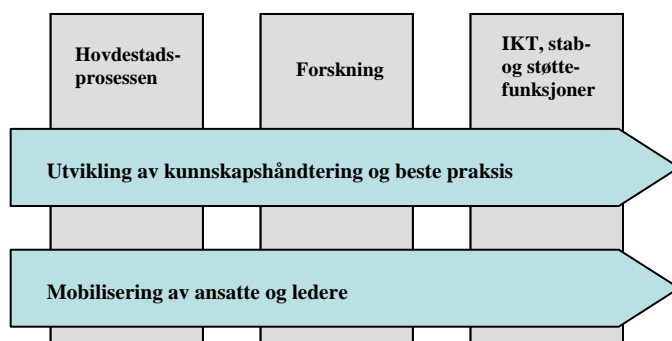 Hovdestads-
prosessen
Forskning
IKT, stab-
og støtte-
funksjoner
Utvikling av kunnskapshåndtering og beste praksis
Mobilisering av ansatte og ledere